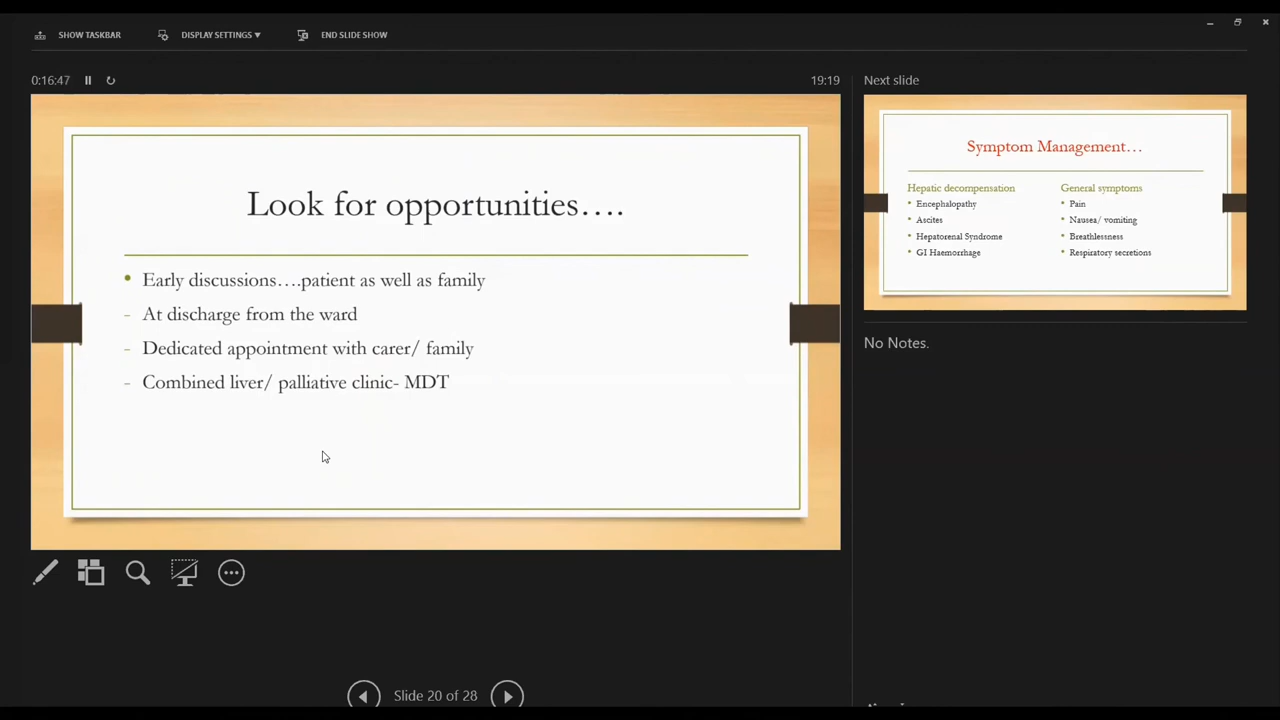 SHOW TASKBAR
DISPLAY SETTINGS
END SLIDE SHOW
0:16:47
19:19
Look for opportunities….
Early discussions….patient as well as family
- At discharge from the ward
- Dedicated appointment with carer/ family
- Combined liver/ palliative clinic- MDT
Slide 20 of 28
Next slide
Symptom Management…
Hepatic decompensation
• Encephalopathy
• Ascites
• Hepatorenal Syndrome
• GI Haemorrhage
General symptoms
• Pain
• Nausea/ vomiting
• Breathlessness
• Respiratory secretions
No Notes.